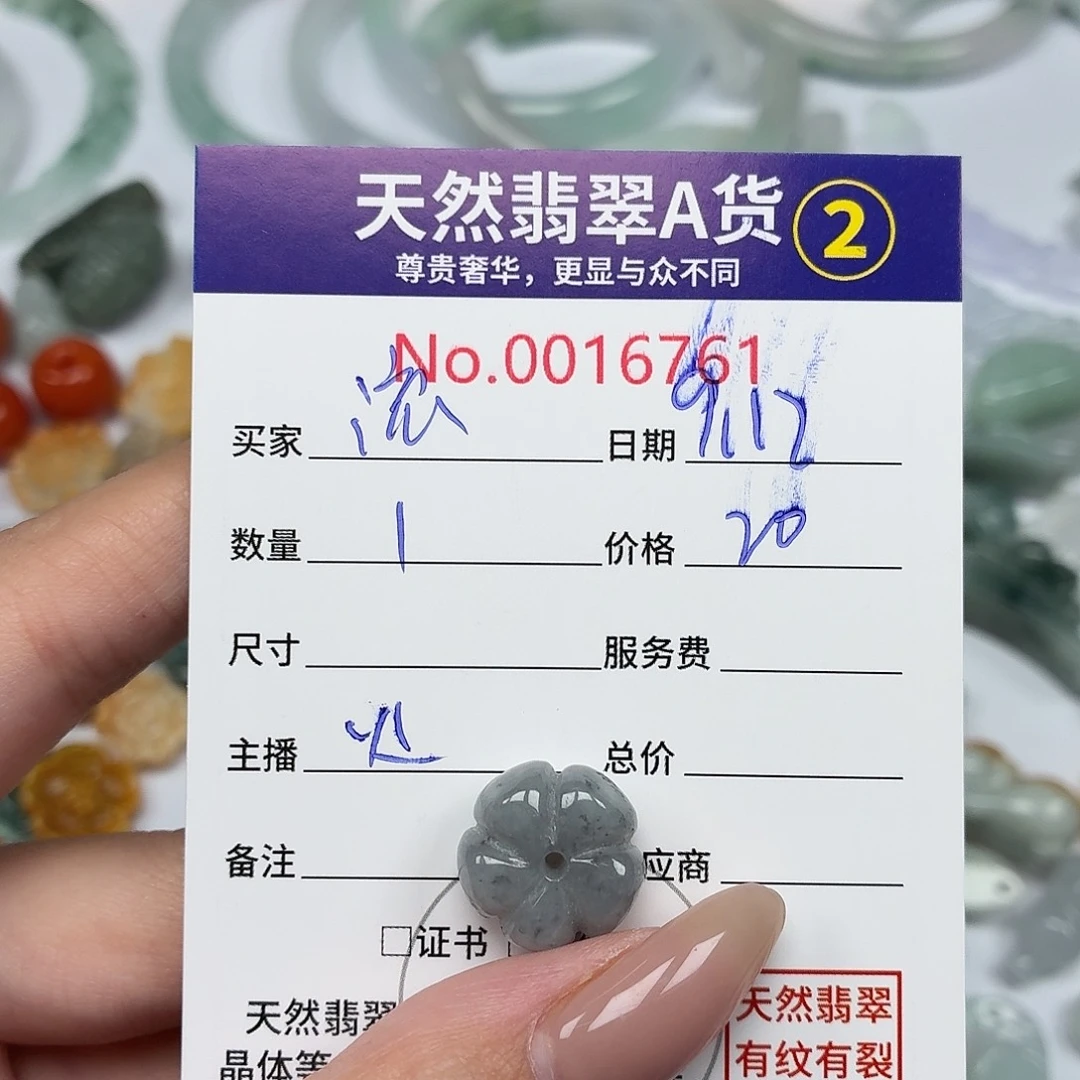 天然翡翠A货 2
尊贵奢华，更显与众不同
No.0016761
买家 日期 9.12
数量 1 价格 20
尺寸 服务费
主播 总价
备注 应商
□证书
天然翡翠 天然翡翠
晶体等 有纹有裂